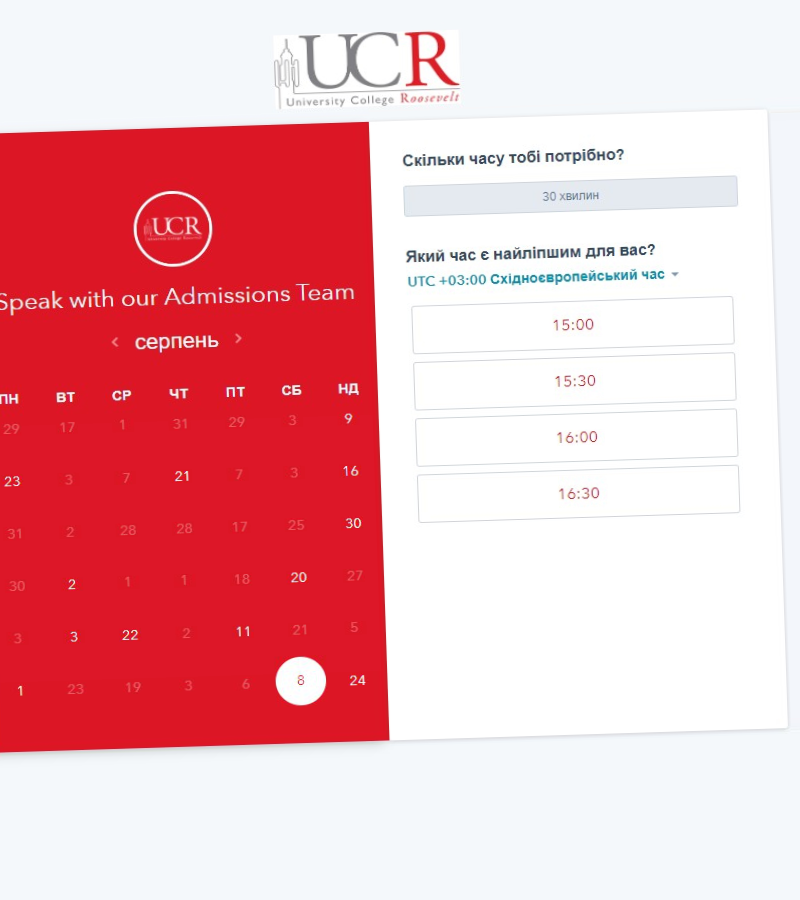 UCR
University College Roosevelt
UCR
Speak with our Admissions Team
< серпень >
ПН ВТ СР ЧТ ПТ СБ НД
29 17 1 31 29 3 9
23 3 7 21 7 3 16
31 2 28 28 17 25 30
30 2 1 1 18 20 27
3 3 22 2 11 21 5
1 23 19 3 6 8 24
Скільки часу тобі потрібно?
30 хвилин
Який час є найліпшим для вас?
UTC +03:00 Східноєвропейський час
15:00
15:30
16:00
16:30